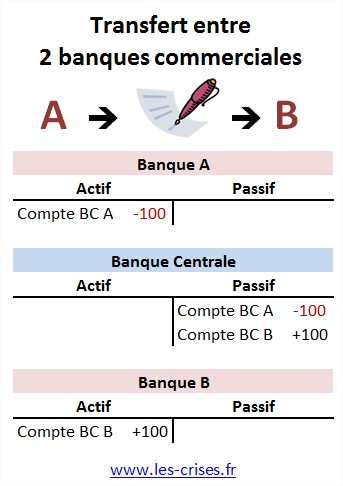 Transfert entre
2 banques commerciales
A B
Banque A
Actif Passif
Compte BC A -100
Banque Centrale
Actif Passif
Compte BC A -100
Compte BC B +100
Banque B
Actif Passif
Compte BC B +100
www.les-crises.fr